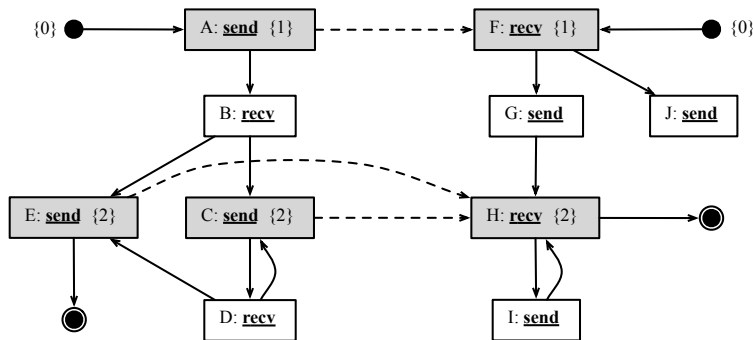 {0}
A: send {1}
F: recv {1}
{0}
B: recv
G: send
J: send
E: send {2}
C: send {2}
H: recv {2}
D: recv
I: send